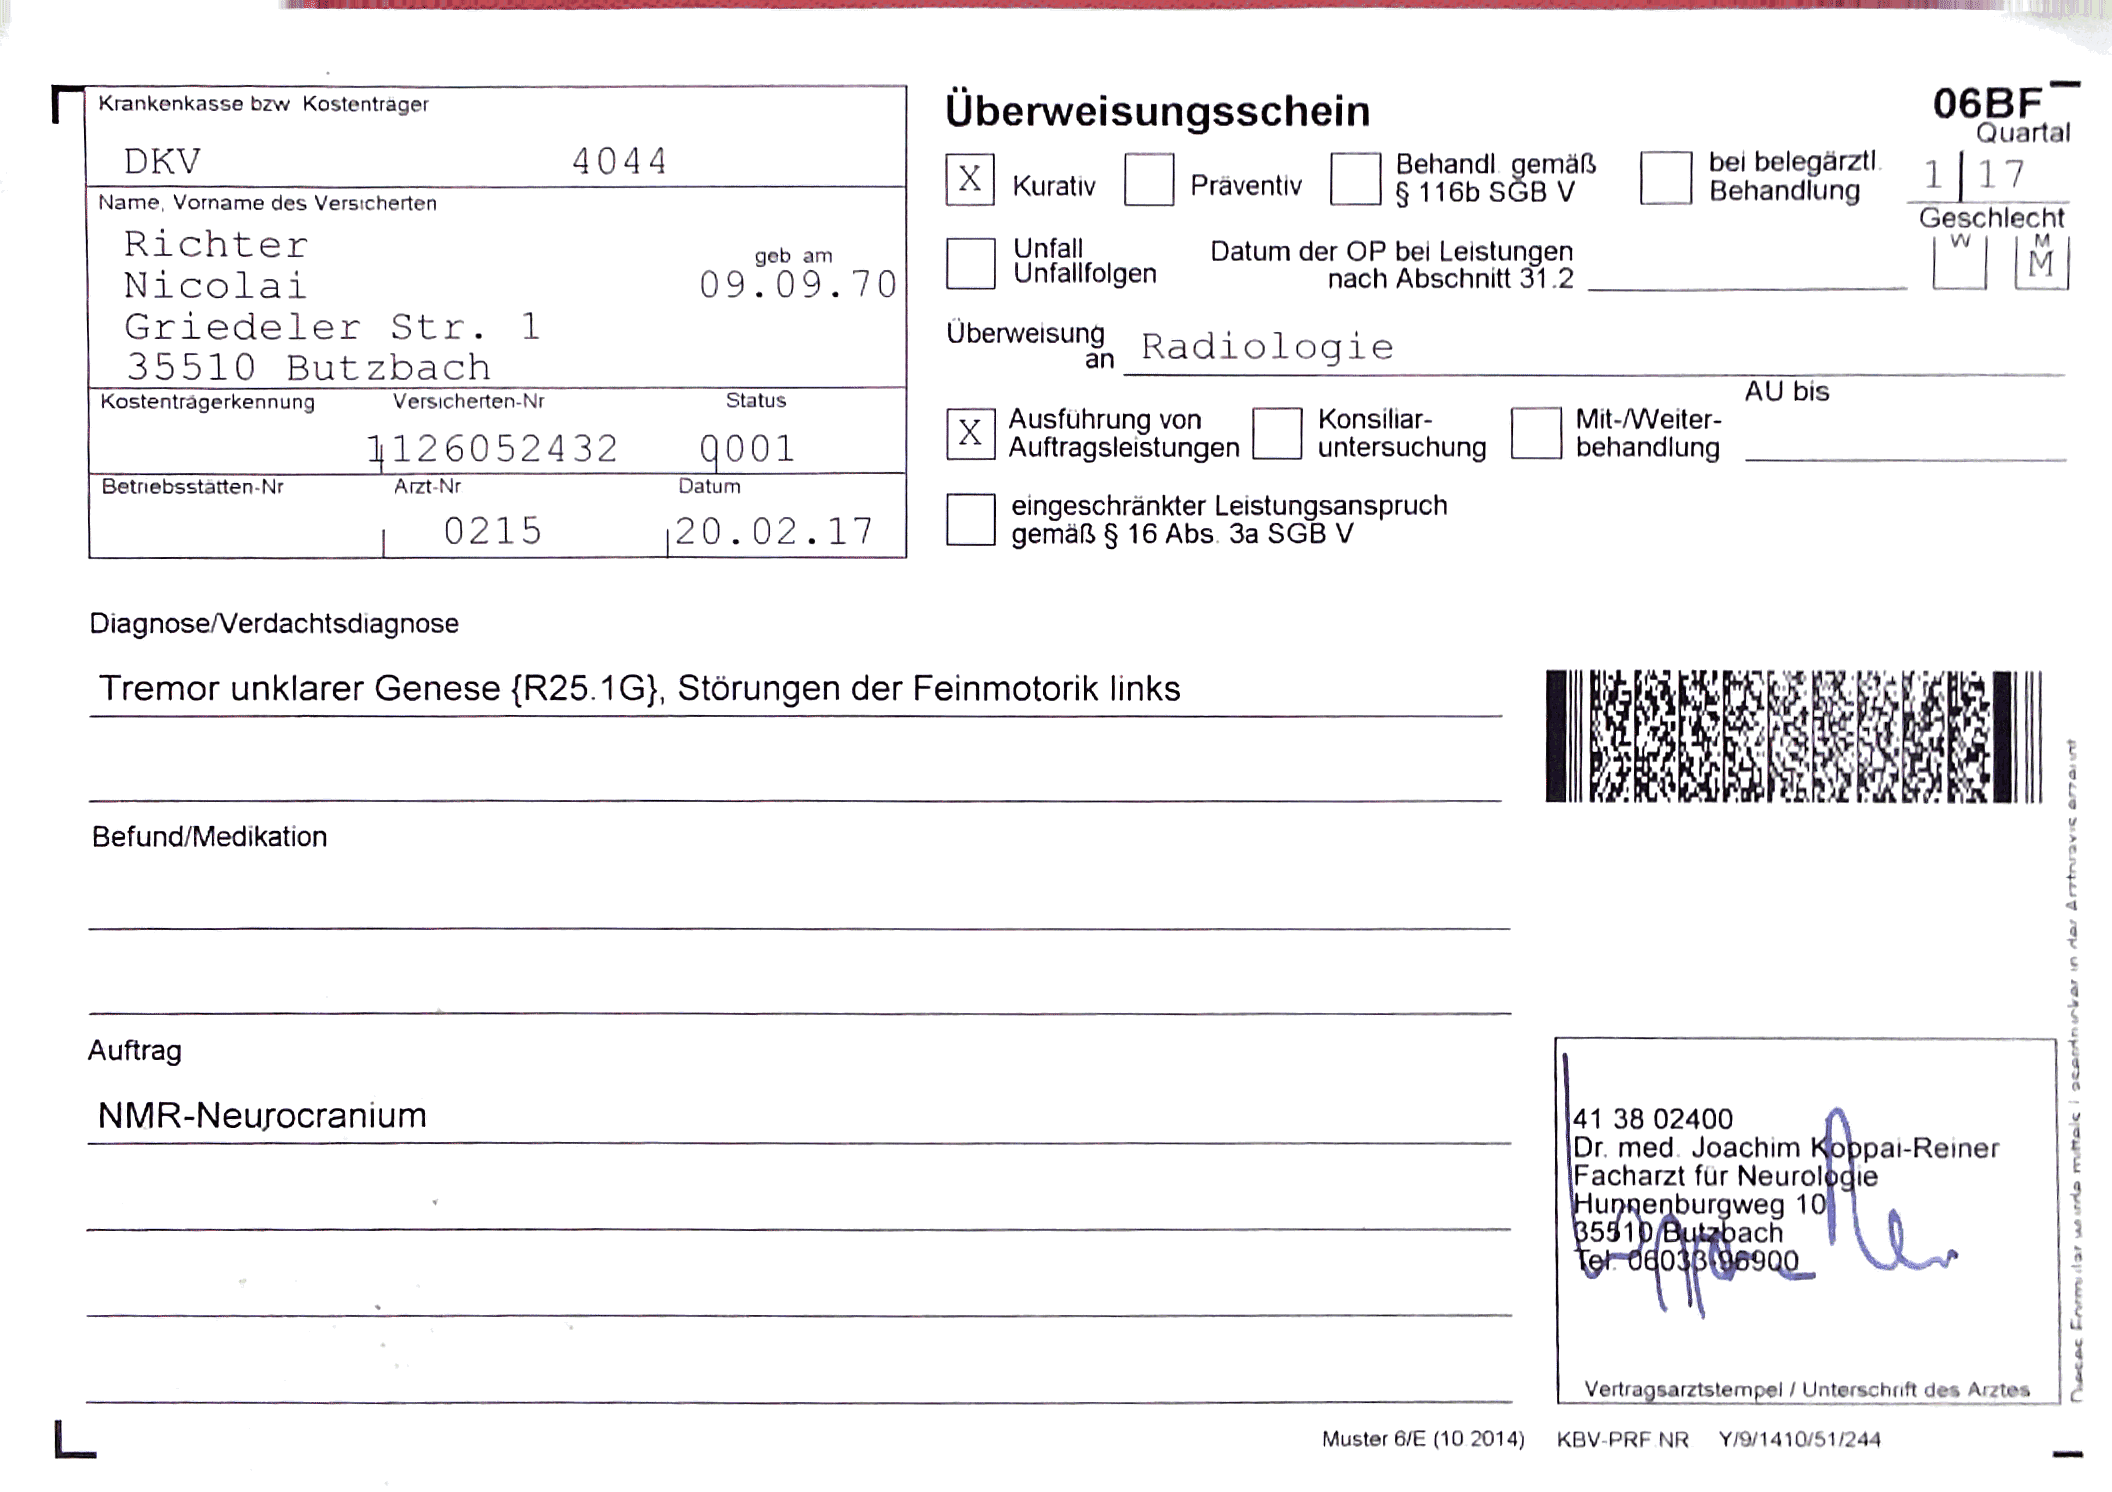 Krankenkasse bzw Kostenträger
DKV 4044
Name, Vorname des Versicherten
Richter
Nicolai
geb am
09.09.70
Griedeler Str. 1
35510 Butzbach
Kostenträgerkennung Versicherten-Nr Status
1126052432 0001
Betriebsstätten-Nr Arzt-Nr Datum
0215 20.02.17
Überweisungsschein
06BF
Quartal
1 17
X Kurativ Präventiv
Behandl. gemäß
§ 116b SGB V
bei belegärztl.
Behandlung
Geschlecht
W M
M
Unfall
Unfallfolgen
Datum der OP bei Leistungen
nach Abschnitt 31.2
Überweisung
an Radiologie
AU bis
X Ausführung von
Auftragsleistungen
Konsiliar-
untersuchung
Mit-/Weiter-
behandlung
eingeschränkter Leistungsanspruch
gemäß § 16 Abs. 3a SGB V
Diagnose/Verdachtsdiagnose
Tremor unklarer Genese {R25.1G}, Störungen der Feinmotorik links
Befund/Medikation
Auftrag
NMR-Neurocranium
41 38 02400
Dr. med. Joachim Koppai-Reiner
Facharzt für Neurologie
Hunnenburgweg 10
35510 Butzbach
Tel. 06033-96900
Vertragsarztstempel / Unterschrift des Arztes
Dieses Formular wurde mittels Laserdrucker in der Arztpraxis erzeugt
Muster 6/E (10 2014) KBV-PRF NR Y/9/1410/51/244